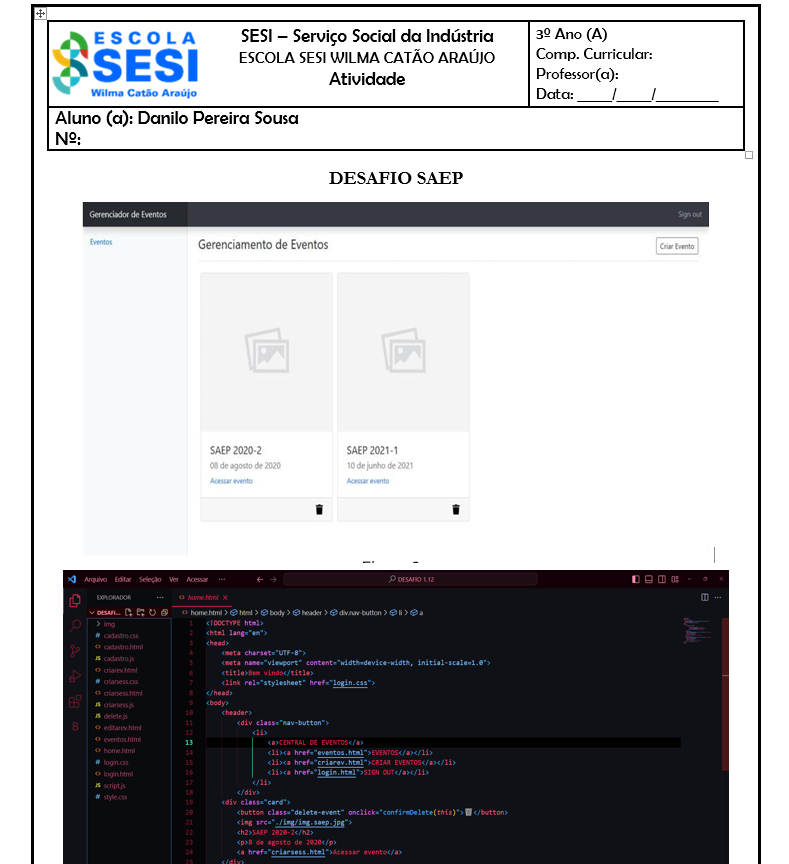 ESCOLA
SESI
Wilma Catão Araújo
SESI – Serviço Social da Indústria
ESCOLA SESI WILMA CATÃO ARAÚJO
Atividade
3º Ano (A)
Comp. Curricular:
Professor(a):
Data: ____/____/________
Aluno (a): Danilo Pereira Sousa
Nº:
DESAFIO SAEP
Gerenciador de Eventos
Sign out
Eventos
Gerenciamento de Eventos
Criar Evento
SAEP 2020-2
08 de agosto de 2020
Acessar evento
SAEP 2021-1
10 de junho de 2021
Acessar evento
Arquivo Editar Seleção Ver Acessar ··· ← → DESAFIO 1.12
EXPLORADOR ···
DESAFI...
> img
# cadastro.css
<> cadastro.html
JS cadastro.js
<> criarev.html
# criarsess.css
<> criarsess.html
JS criarsess.js
JS delete.js
<> editarev.html
<> eventos.html
<> home.html
# login.css
<> login.html
JS script.js
# style.css
<> home.html ×
<> home.html > html > body > header > div.nav-button > li > a
1 <!DOCTYPE html>
2 <html lang="en">
3 <head>
4 <meta charset="UTF-8">
5 <meta name="viewport" content="width=device-width, initial-scale=1.0">
6 <title>Bem vindo</title>
7 <link rel="stylesheet" href="login.css">
8 </head>
9 <body>
10 <header>
11 <div class="nav-button">
12 <li>
13 <a>CENTRAL DE EVENTOS</a>
14 <li><a href="eventos.html">EVENTOS</a></li>
15 <li><a href="criarev.html">CRIAR EVENTOS</a></li>
16 <li><a href="login.html">SIGN OUT</a></li>
17 </li>
18 </div>
19 <div class="card">
20 <button class="delete-event" onclick="confirmDelete(this)">🗑️</button>
21 <img src="./img/img.saep.jpg">
22 <h2>SAEP 2020-2</h2>
23 <p>8 de agosto de 2020</p>
24 <a href="criarsess.html">Acessar evento</a>
25 </div>